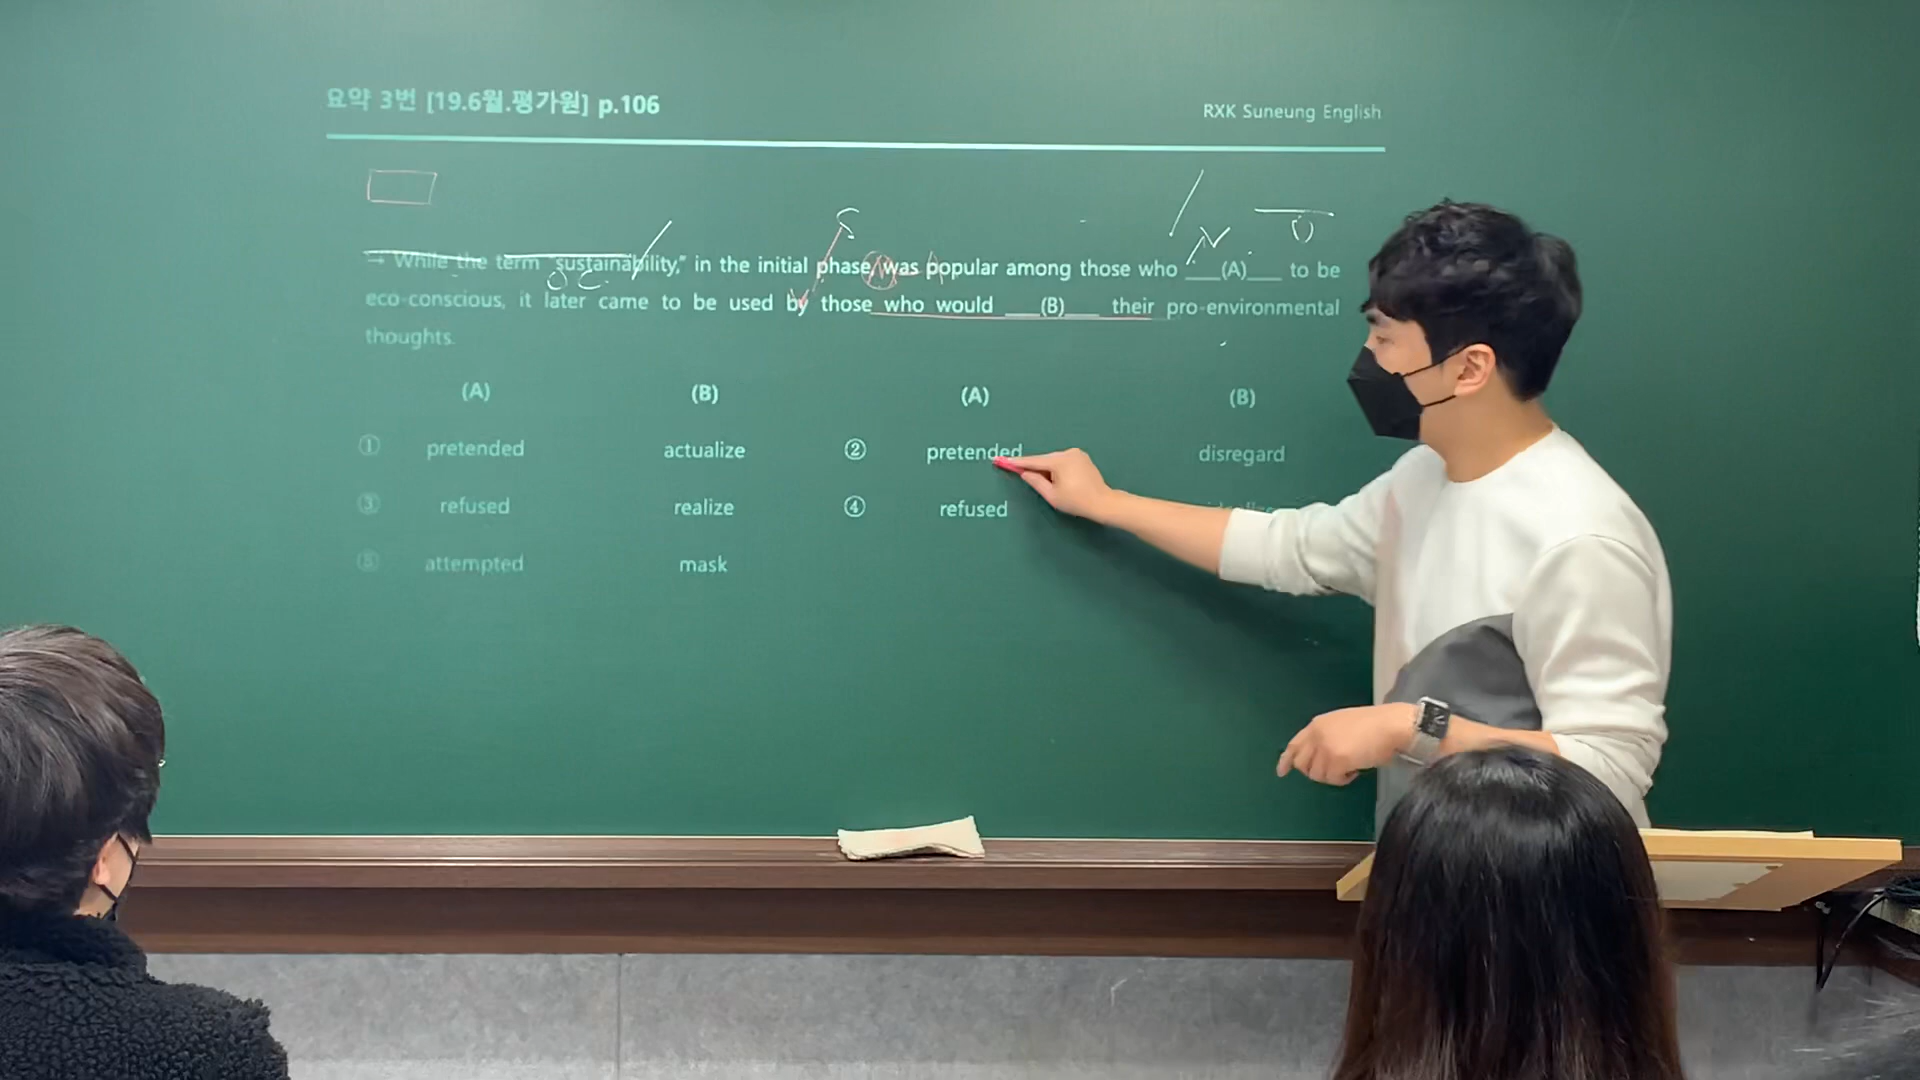 요약 3번 [19.6월.평가원] p.106
RXK Suneung English
→ While the term "sustainability," in the initial phase, was popular among those who ___(A)___ to be
eco-conscious, it later came to be used by those who would ___(B)___ their pro-environmental
thoughts.
(A) (B) (A) (B)
① pretended actualize ② pretended disregard
③ refused realize ④ refused
⑤ attempted mask
S
N
O